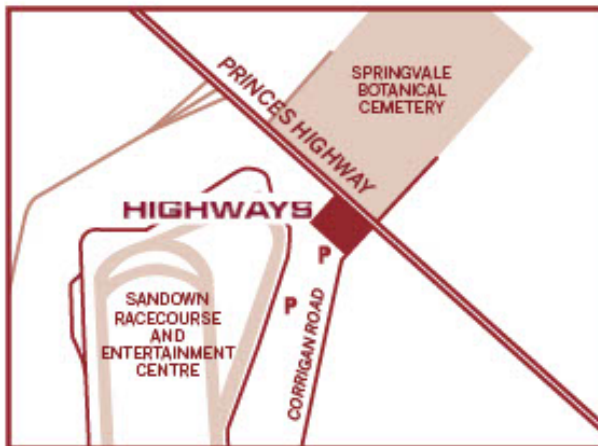 SPRINGVALE
BOTANICAL
CEMETERY
PRINCES HIGHWAY
HIGHWAYS
P
SANDOWN
RACECOURSE
AND
ENTERTAINMENT
CENTRE
P
CORRIGAN ROAD